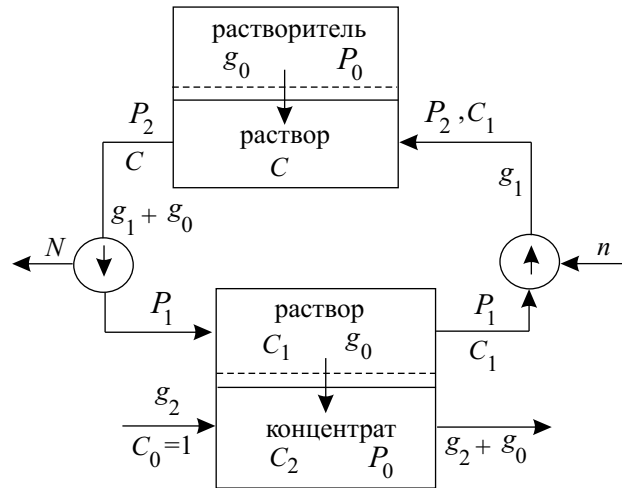 растворитель
g₀ P₀
P₂
C
раствор
C
P₂ , C₁
g₁
g₁ + g₀
N
n
P₁
раствор
C₁ g₀
P₁
C₁
g₂
C₀ =1
концентрат
C₂ P₀
g₂ + g₀